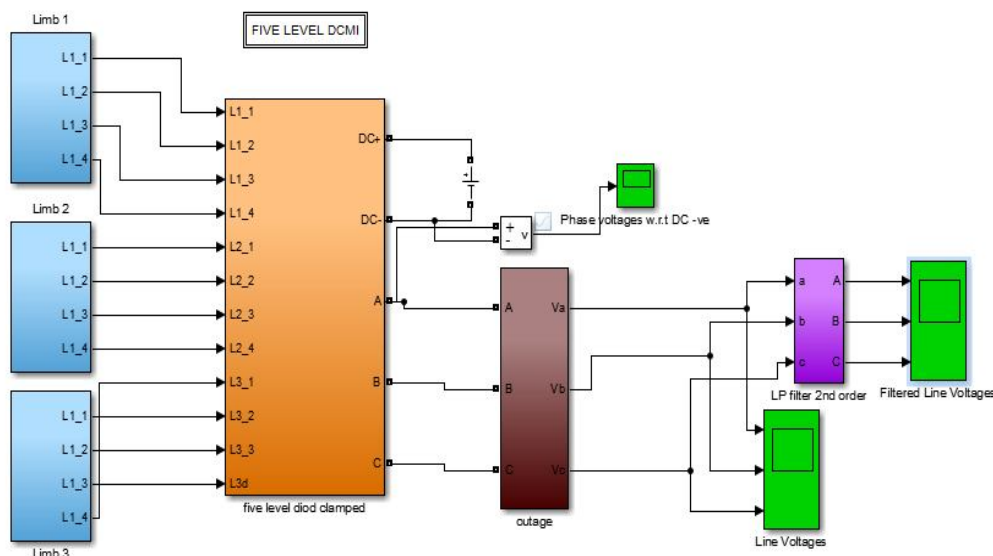 Limb 1
FIVE LEVEL DCMI
L1_1
L1_2
L1_3
L1_4
Limb 2
L1_1
L1_2
L1_3
L1_4
L1_1
L1_2
L1_3
L1_4
Limb 3
L1_1
L1_2
L1_3
L1_4
L2_1
L2_2
L2_3
L2_4
L3_1
L3_2
L3_3
L3d
DC+
DC-
A
B
C
five level diod clamped
+
-
v
Phase voltages w.r.t DC -ve
A
B
C
Va
Vb
Vc
outage
a
b
c
A
B
C
LP filter 2nd order
Filtered Line Voltages
Line Voltages